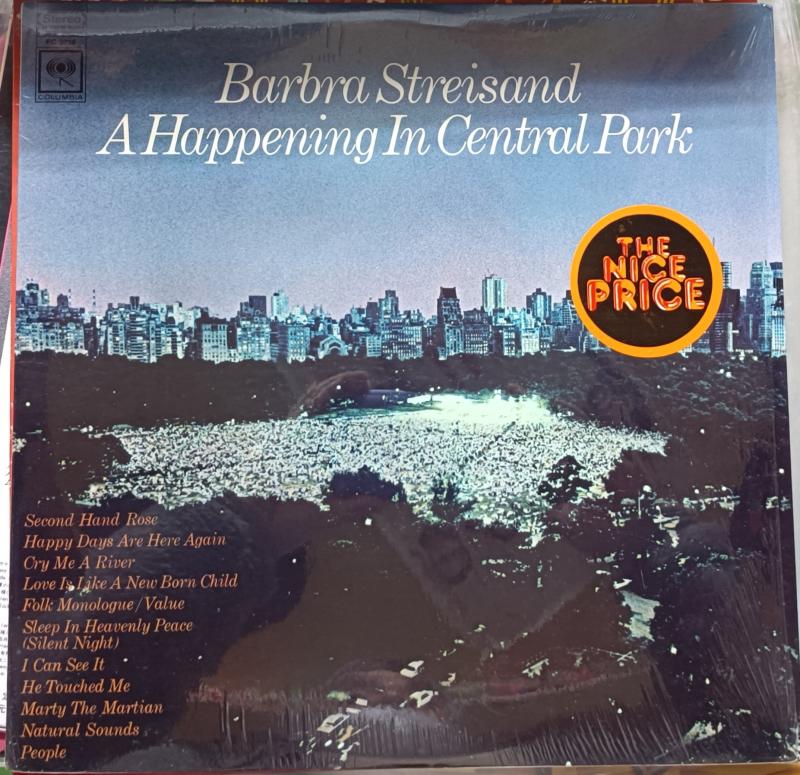 Stereo
COLUMBIA
Barbra Streisand
A Happening In Central Park
THE
NICE
PRICE
Second Hand Rose
Happy Days Are Here Again
Cry Me A River
Love Is Like A New Born Child
Folk Monologue/Value
Sleep In Heavenly Peace
(Silent Night)
I Can See It
He Touched Me
Marty The Martian
Natural Sounds
People